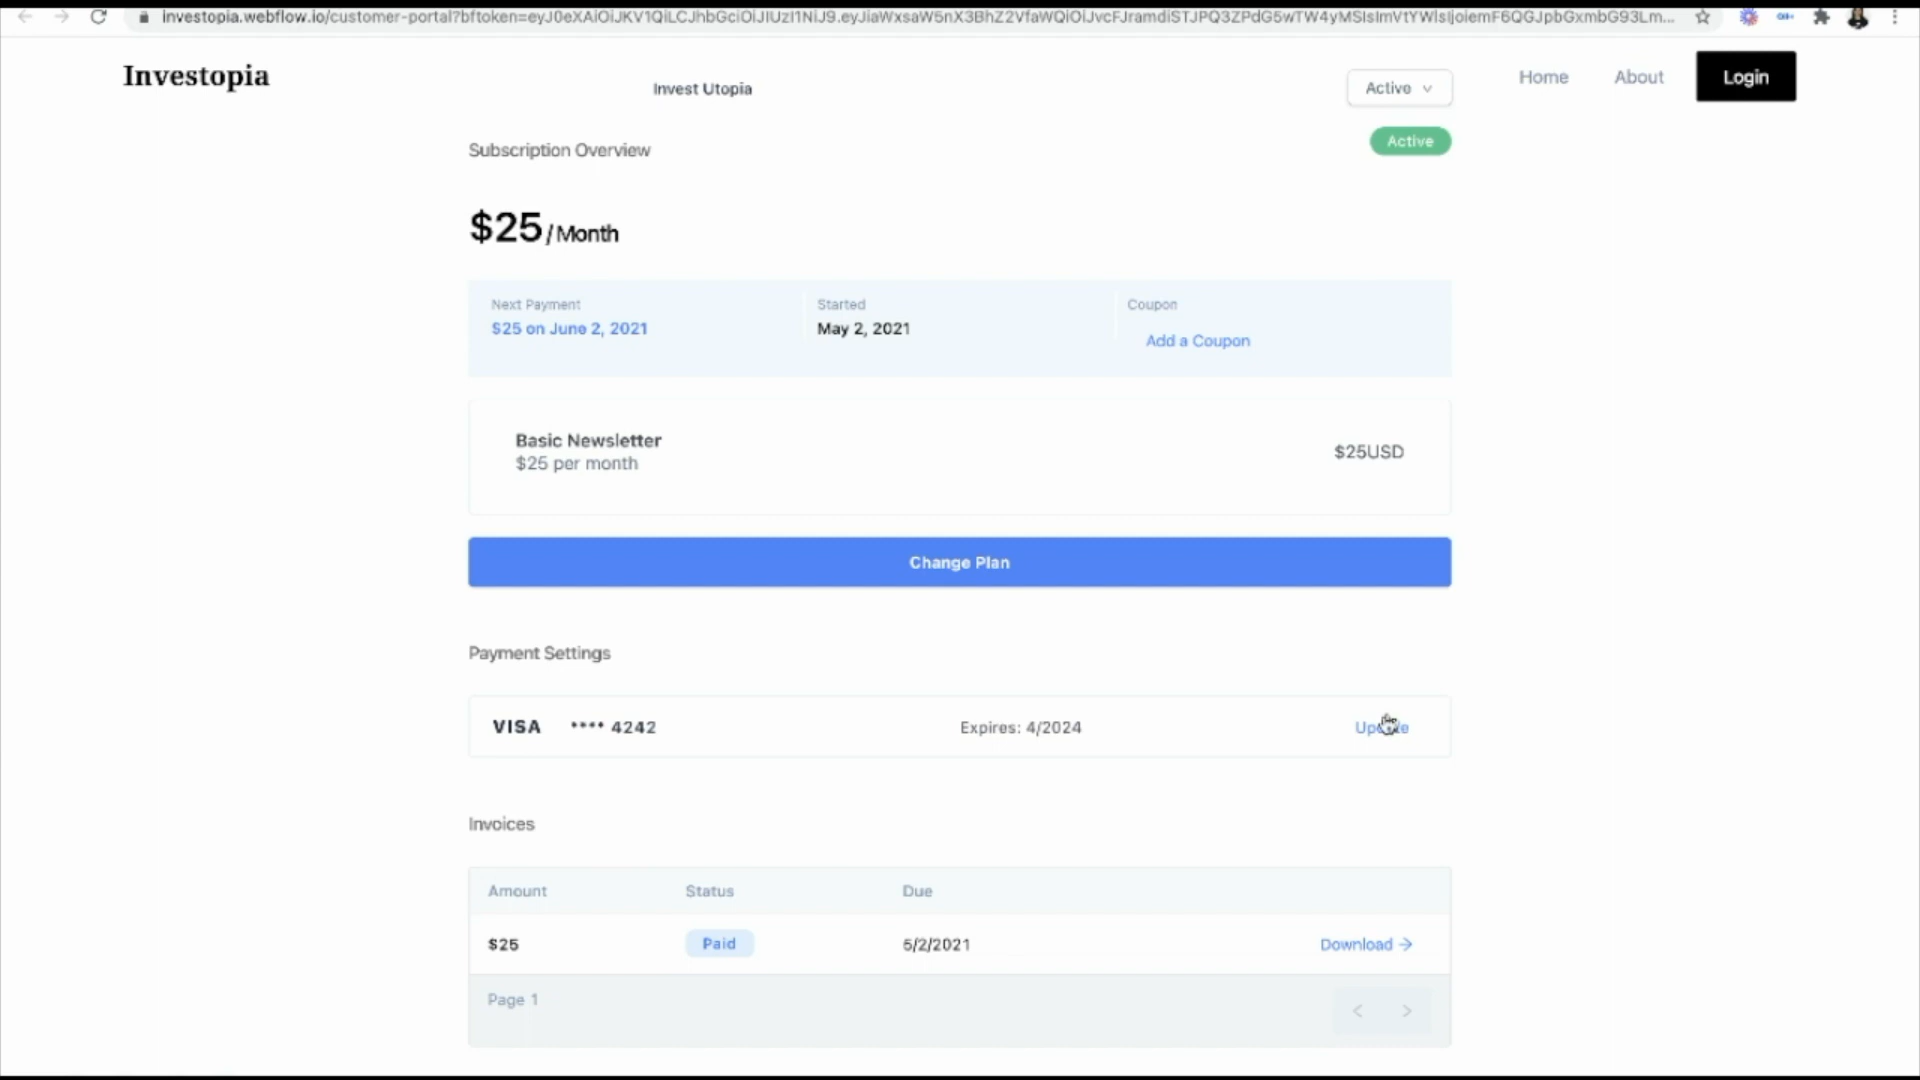 Investopia
Invest Utopia
Active
Home
About
Login
Subscription Overview
Active
$25 / Month
Next Payment
$25 on June 2, 2021
Started
May 2, 2021
Coupon
Add a Coupon
Basic Newsletter
$25 per month
$25USD
Change Plan
Payment Settings
VISA **** 4242
Expires: 4/2024
Invoices
Amount Status Due
$25 Paid 5/2/2021 Download →
Page 1
< >